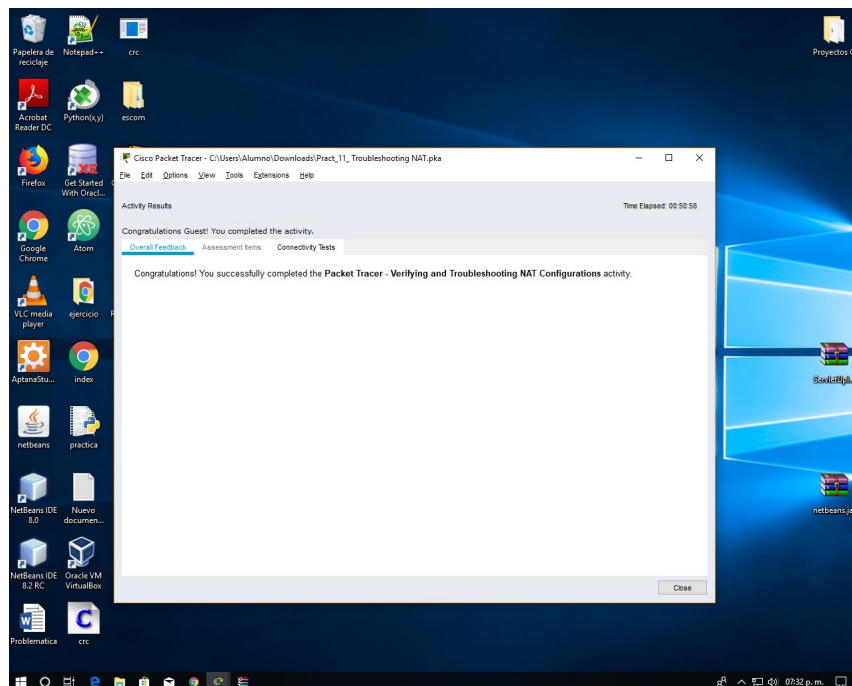 Papelera de
reciclaje
Notepad++
crc
Proyectos
Acrobat
Reader DC
Python(x,y)
escom
Cisco Packet Tracer - C:\Users\Alumno\Downloads\Pract_11_ Troubleshooting NAT.pka
File Edit Options View Tools Extensions Help
Firefox
Get Started
With Oracl...
Activity Results
Time Elapsed: 00:50:58
Congratulations Guest! You completed the activity.
Overall Feedback Assessment Items Connectivity Tests
Google
Chrome
Atom
Congratulations! You successfully completed the Packet Tracer - Verifying and Troubleshooting NAT Configurations activity.
VLC media
player
ejercicio
AptanaStu...
index
netbeans
practica
NetBeans IDE
8.0
Nuevo
documen...
netbeans.ja
NetBeans IDE
8.2 RC
Oracle VM
VirtualBox
Close
Problematica
crc
07:32 p. m.